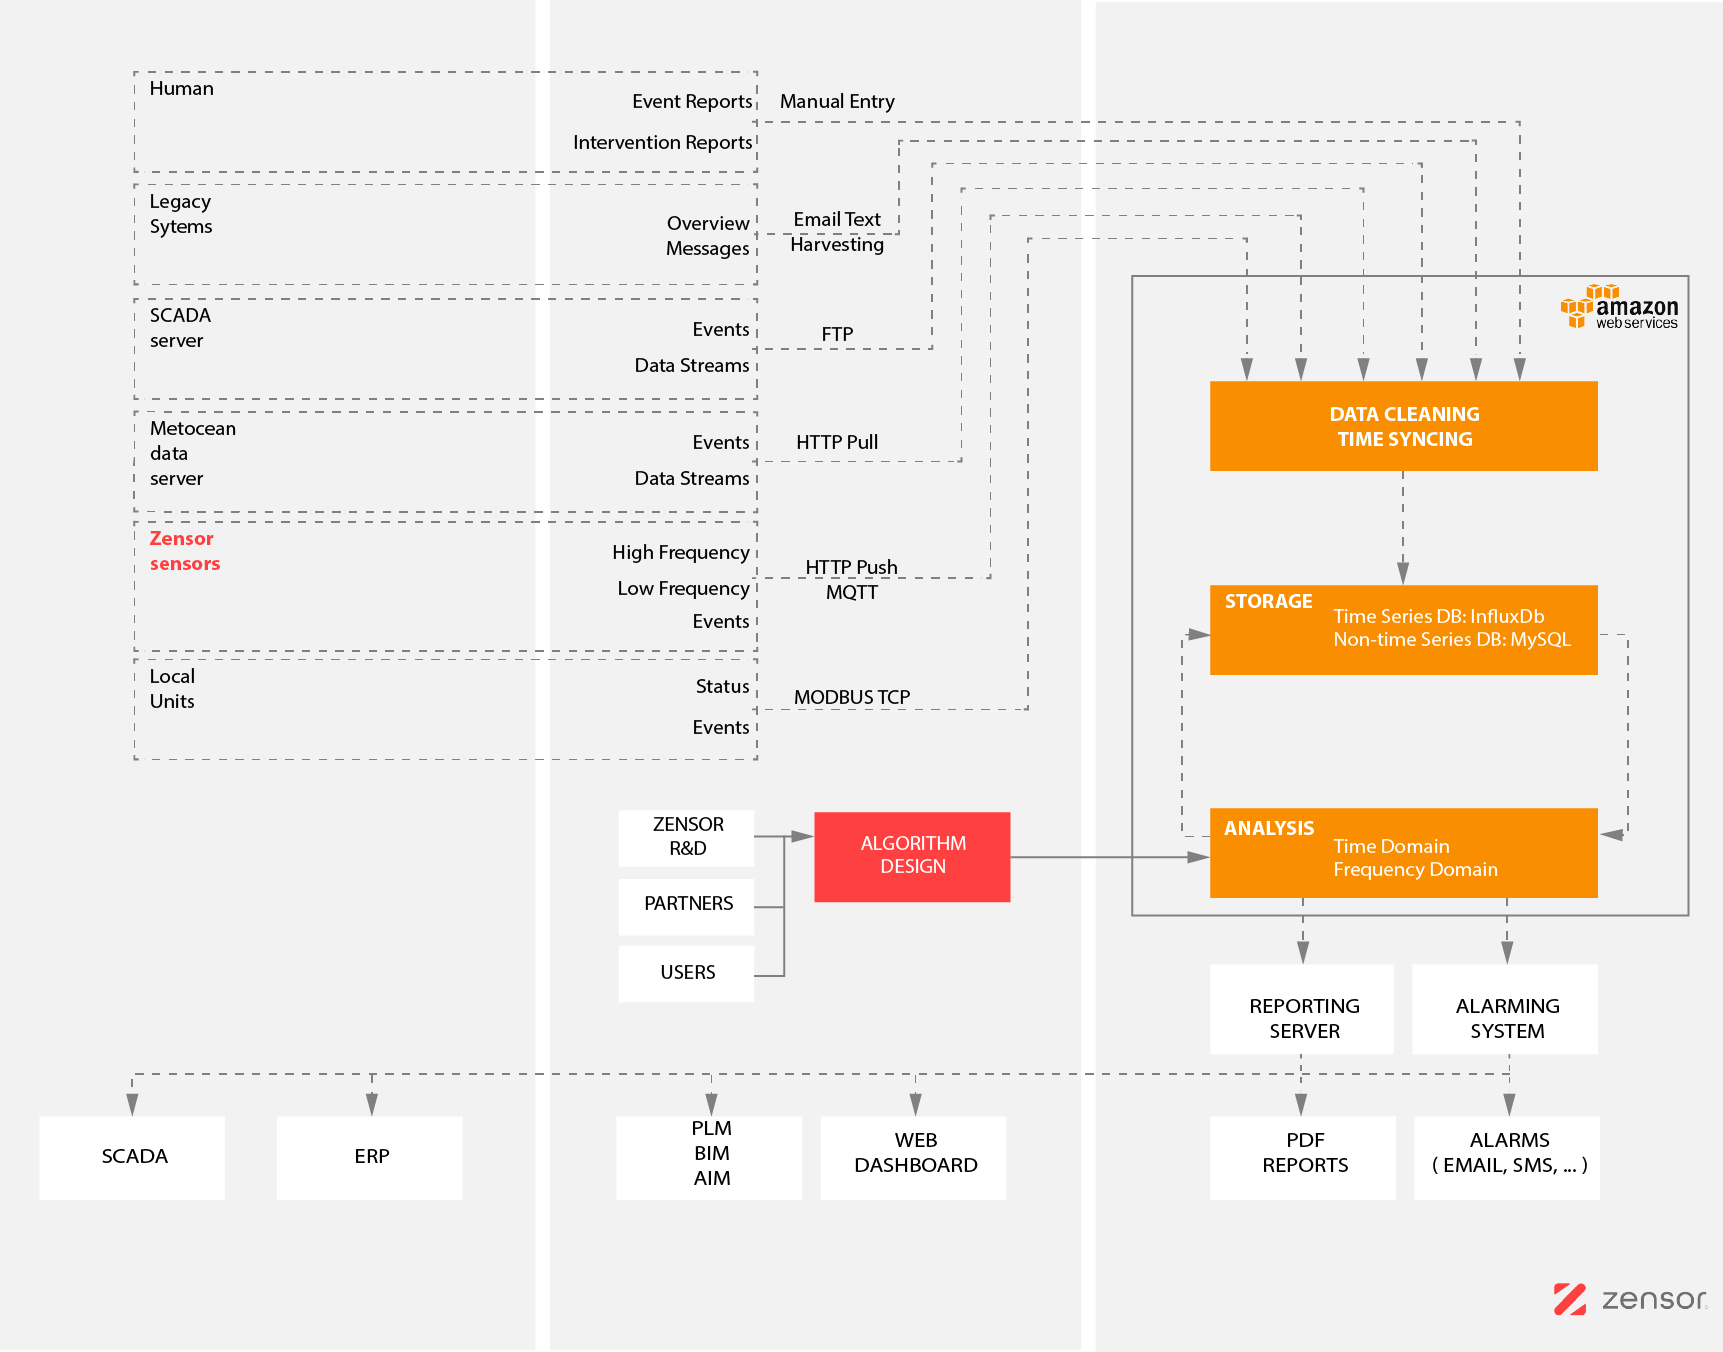 Human
Event Reports
Manual Entry
Intervention Reports
Legacy
Sytems
Overview
Messages
Email Text
Harvesting
SCADA
server
Events
FTP
Data Streams
Metocean
data
server
Events
HTTP Pull
Data Streams
Zensor
sensors
High Frequency
Low Frequency
Events
HTTP Push
MQTT
Local
Units
Status
MODBUS TCP
Events
amazon
web services
DATA CLEANING
TIME SYNCING
STORAGE
Time Series DB: InfluxDb
Non-time Series DB: MySQL
ANALYSIS
Time Domain
Frequency Domain
ZENSOR
R&D
PARTNERS
USERS
ALGORITHM
DESIGN
REPORTING
SERVER
ALARMING
SYSTEM
SCADA
ERP
PLM
BIM
AIM
WEB
DASHBOARD
PDF
REPORTS
ALARMS
( EMAIL, SMS, ... )
zensor